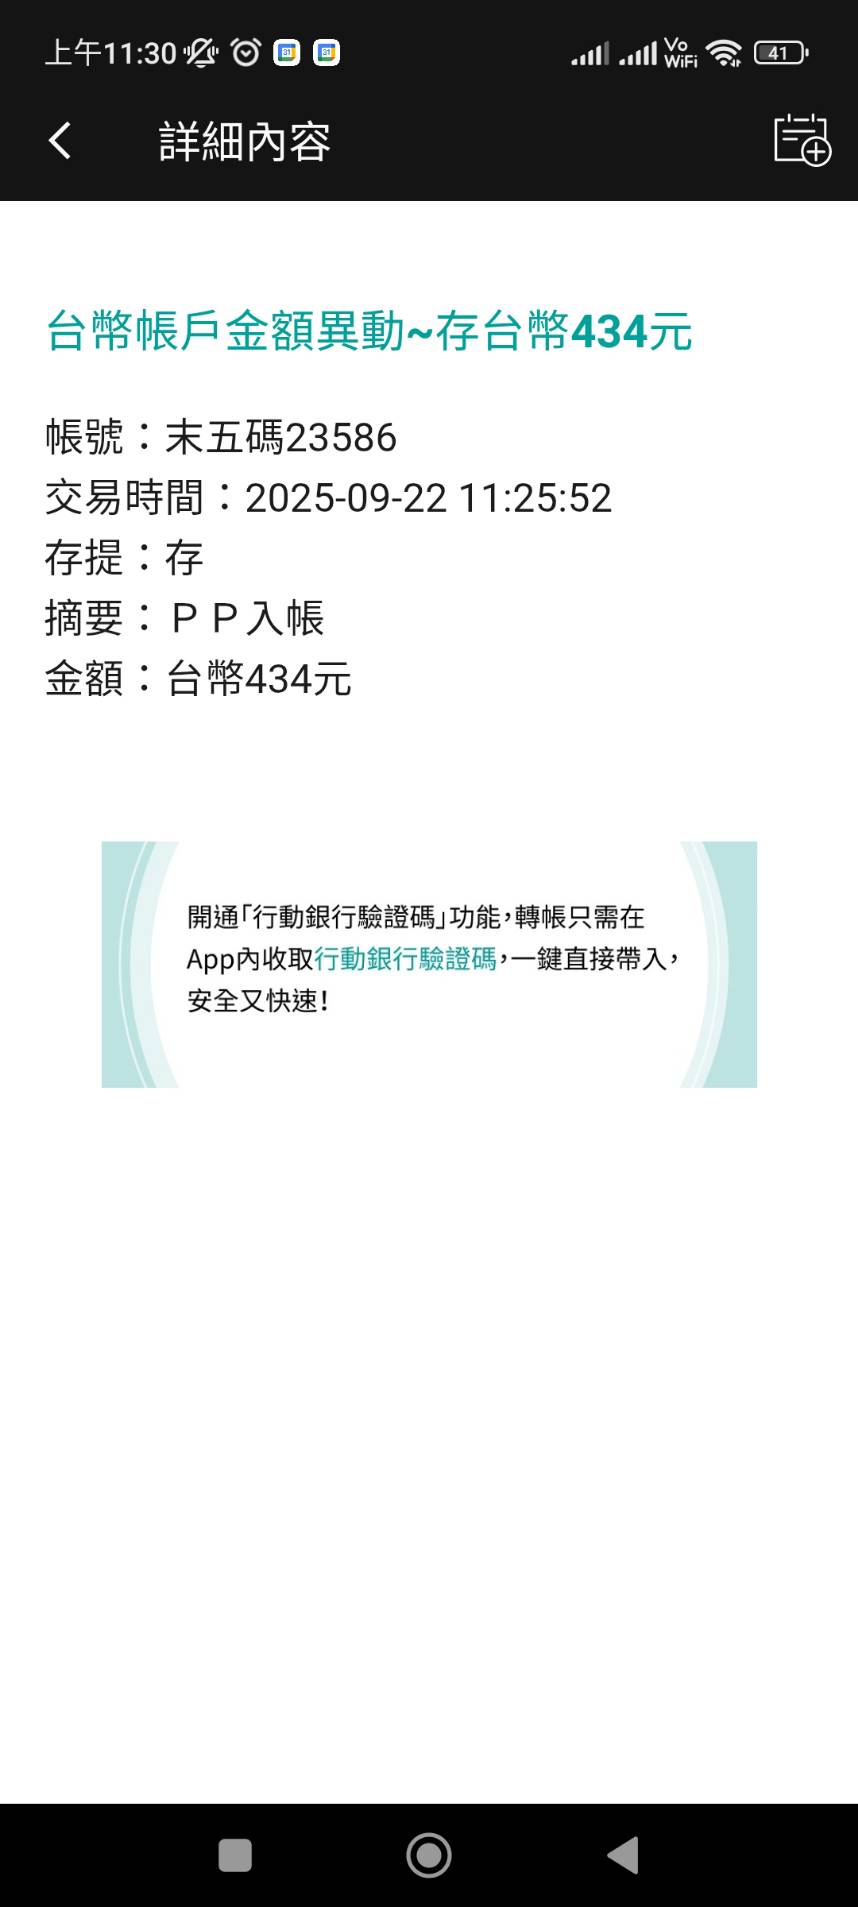 上午11:30
31
31
Vo
WiFi
41
詳細內容
台幣帳戶金額異動~存台幣434元
帳號：末五碼23586
交易時間：2025-09-22 11:25:52
存提：存
摘要：ＰＰ入帳
金額：台幣434元
開通「行動銀行驗證碼」功能，轉帳只需在
App內收取行動銀行驗證碼，一鍵直接帶入，
安全又快速！